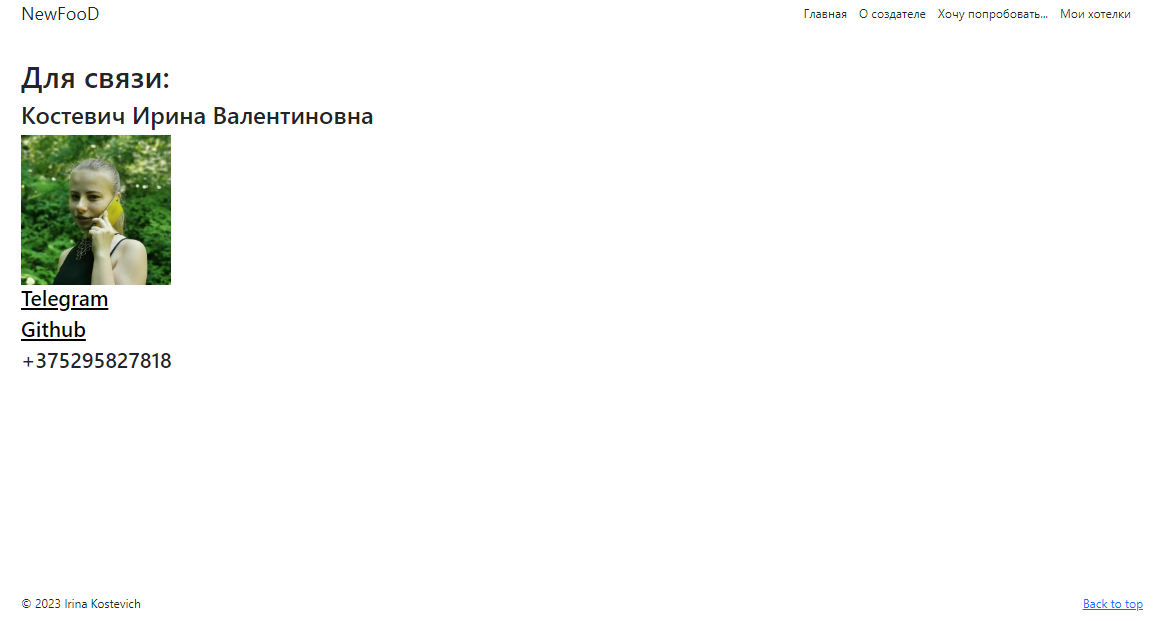 NewFooD
Главная О создателе Хочу попробовать... Мои хотелки
Для связи:
Костевич Ирина Валентиновна
Telegram
Github
+375295827818
© 2023 Irina Kostevich
Back to top